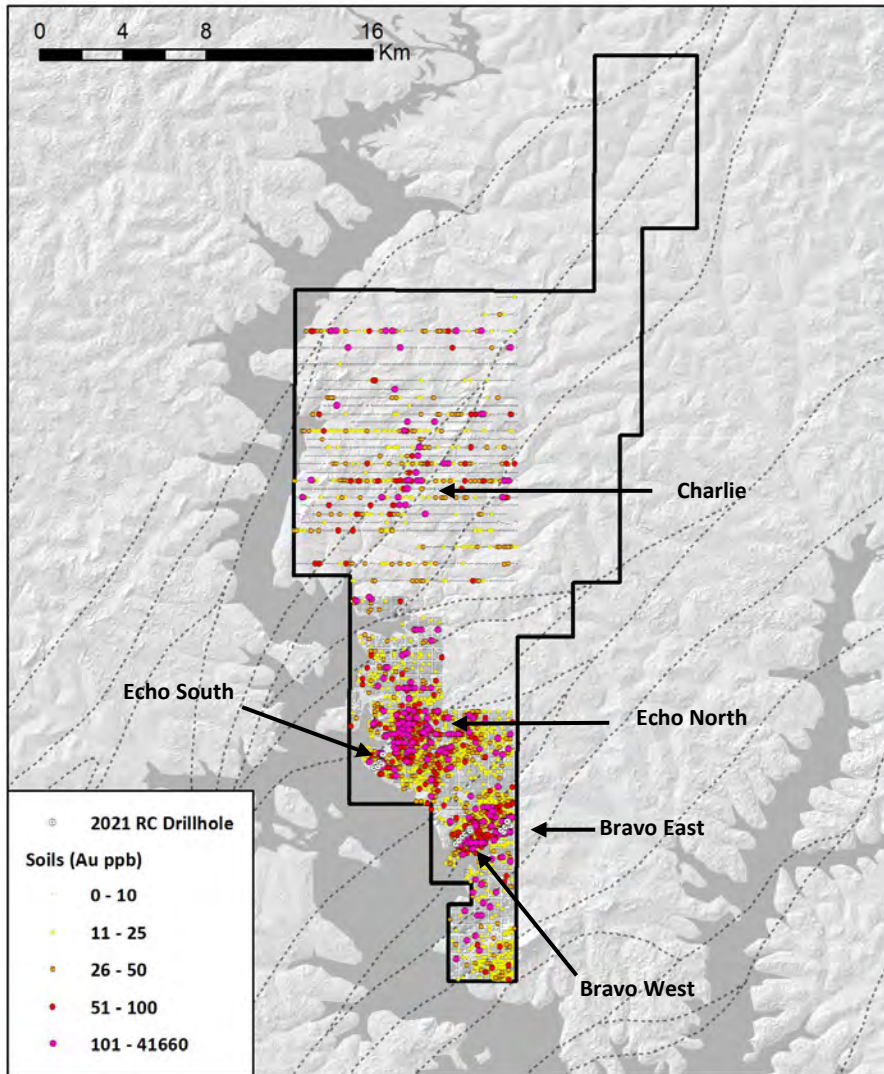 0 4 8 16
Km
Charlie
Echo South
Echo North
Bravo East
Bravo West
2021 RC Drillhole
Soils (Au ppb)
0 - 10
11 - 25
26 - 50
51 - 100
101 - 41660